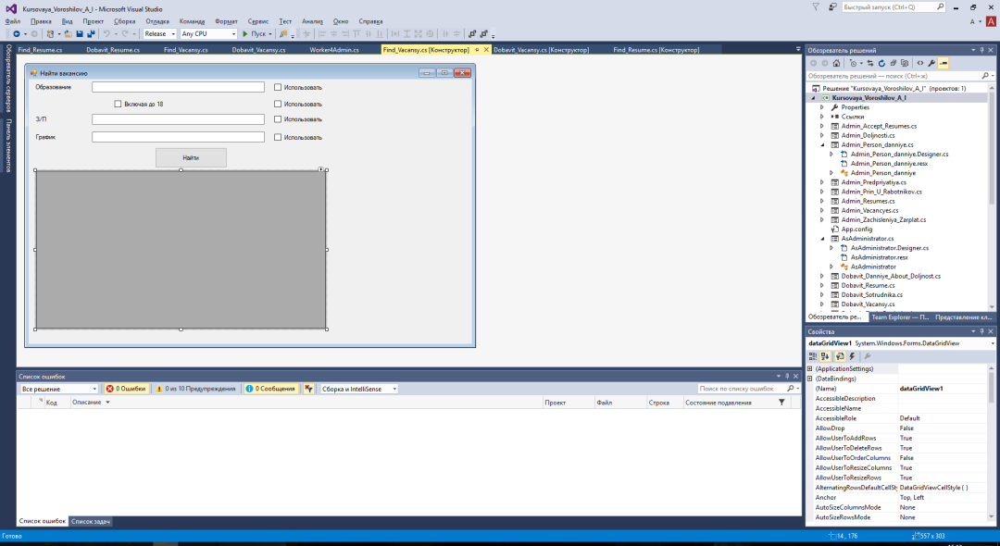 Kursovaya_Voroshilov_A_I - Microsoft Visual Studio
Быстрый запуск (Ctrl+Q)
Файл Правка Вид Проект Сборка Отладка Команда Формат Сервис Тест Анализ Окно Справка
Release Any CPU Пуск
Find_Resume.cs Dobavit_Resume.cs Find_Vacansy.cs Dobavit_Vacansy.cs Worker4Admin.cs Find_Vacansy.cs [Конструктор] Dobavit_Vacansy.cs [Конструктор] Find_Resume.cs [Конструктор]
Обозреватель серверов
Панель элементов
Найти вакансию
Образование Использовать
Включая до 18 Использовать
З/П Использовать
График Использовать
Найти
Список ошибок
Все решение 0 Ошибки 0 из 10 Предупреждения 0 Сообщения Сборка и IntelliSense Поиск по списку ошибок
Код Описание Проект Файл Строка Состояние подавления
Список ошибок Список задач
Обозреватель решений
Обозреватель решений — поиск (Ctrl+ж)
Решение "Kursovaya_Voroshilov_A_I" (проектов: 1)
Kursovaya_Voroshilov_A_I
Properties
Ссылки
Admin_Accept_Resumes.cs
Admin_Doljnosti.cs
Admin_Person_danniye.cs
Admin_Person_danniye.Designer.cs
Admin_Person_danniye.resx
Admin_Person_danniye
Admin_Predpriyatiya.cs
Admin_Prin_U_Rabotnikov.cs
Admin_Resumes.cs
Admin_Vacancyes.cs
Admin_Zachisleniya_Zarplat.cs
App.config
AsAdministrator.cs
AsAdministrator.Designer.cs
AsAdministrator.resx
AsAdministrator
Dobavit_Danniye_About_Doljnost.cs
Dobavit_Resume.cs
Dobavit_Sotrudnika.cs
Dobavit_Vacansy.cs
Обозреватель ре... Team Explorer — П... Представление кл...
Свойства
dataGridView1 System.Windows.Forms.DataGridView
(ApplicationSettings)
(DataBindings)
(Name) dataGridView1
AccessibleDescription
AccessibleName
AccessibleRole Default
AllowDrop False
AllowUserToAddRows True
AllowUserToDeleteRows True
AllowUserToOrderColumns False
AllowUserToResizeColumns True
AllowUserToResizeRows True
AlternatingRowsDefaultCellSty DataGridViewCellStyle { }
Anchor Top, Left
AutoSizeColumnsMode None
AutoSizeRowsMode None
Готово 14 , 176 557 x 303